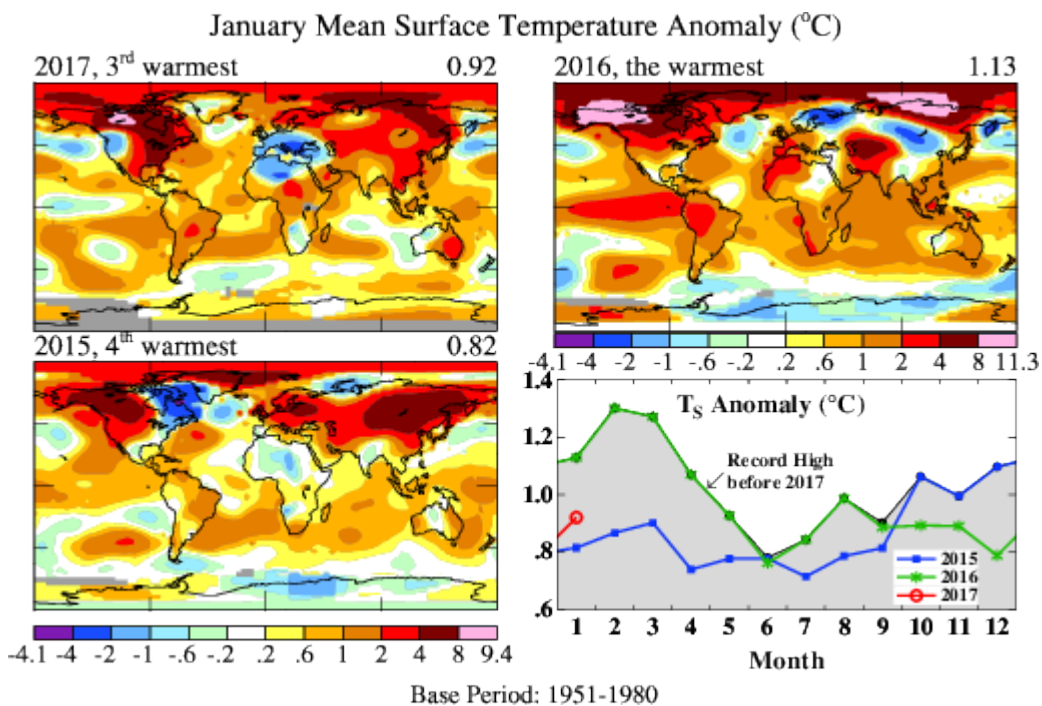 January Mean Surface Temperature Anomaly (°C)
2017, 3rd warmest 0.92
2016, the warmest 1.13
2015, 4th warmest 0.82
-4.1 -4 -2 -1 -.6 -.2 .2 .6 1 2 4 8 11.3
1.4
1.2
1.0
.8
.6
TS Anomaly (°C)
Record High
before 2017
2015
2016
2017
1 2 3 4 5 6 7 8 9 10 11 12
Month
-4.1 -4 -2 -1 -.6 -.2 .2 .6 1 2 4 8 9.4
Base Period: 1951-1980